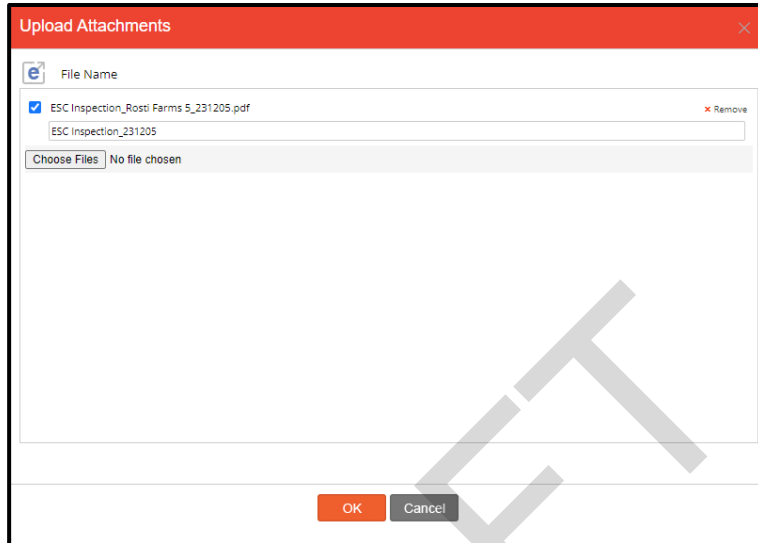 Upload Attachments
e File Name
ESC Inspection_Rosti Farms 5_231205.pdf × Remove
ESC Inspection_231205
Choose Files No file chosen
OK Cancel